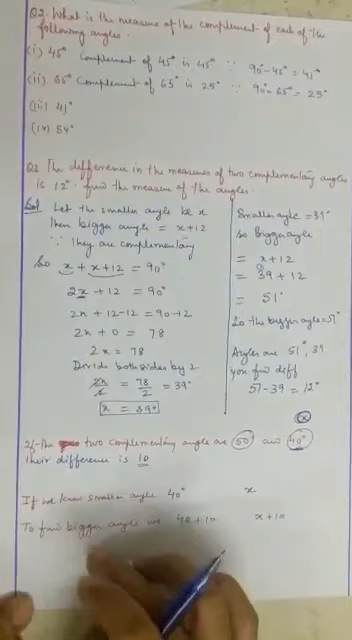 Q2. What is the measure of the complement of each of the
following angles.
(i) 45° Complement of 45° is 45° ∵ 90°-45° = 45°
(ii) 65° Complement of 65° is 25° ∵ 90°-65° = 25°
(iii) 41°
(iv) 54°
Q3 The difference in the measures of two complementary angles
is 12° find the measure of the angles.
Sol Let the smaller angle be x
then bigger angle = x+12
∵ They are complementary
So x + x+12 = 90°
2x +12 = 90°
2x + 12-12 = 90-12
2x + 0 = 78
2x = 78
Divide both sides by 2
2x/2 = 78/2 = 39°
x = 39°
Smaller angle = 39°
So bigger angle
= x+12
= 39 + 12
= 51°
So the bigger angle = 51°
Angles are 51°, 39
you find diff
51-39 = 12°
If the two complementary angle are 50 and 40°
their difference is 10
If we know smaller angle 40° x
To find bigger angle we 40+10 x+10